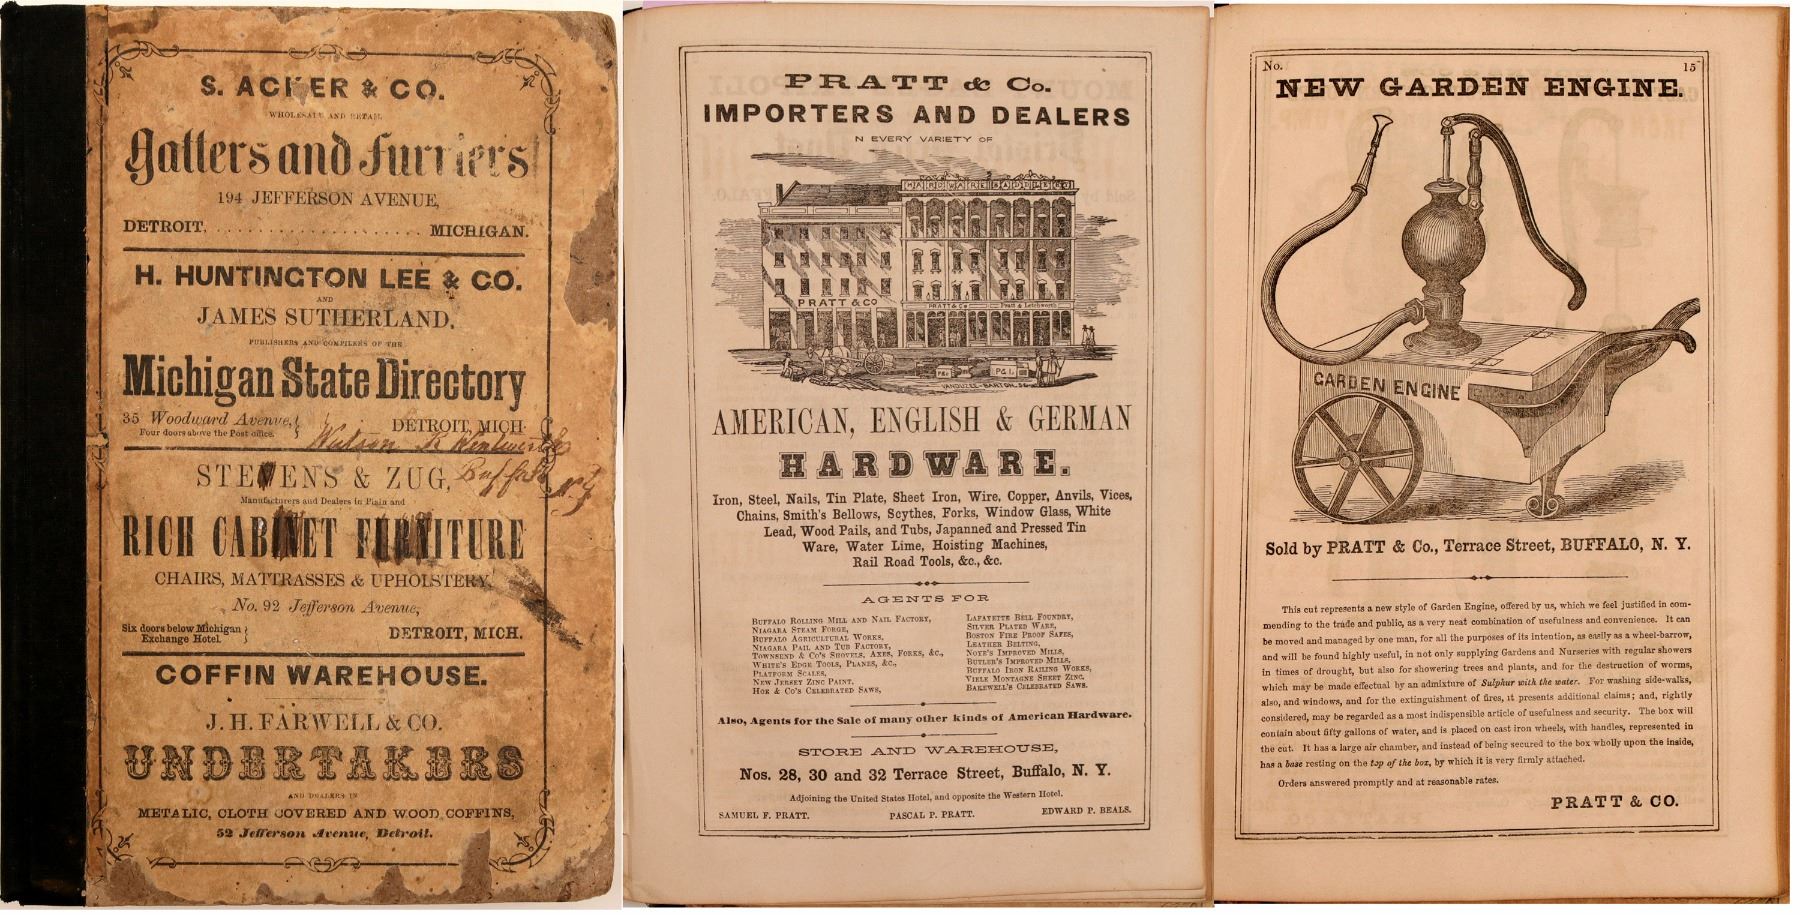 S. ACKER & CO.
WHOLESALE AND RETAIL
Hatters and Furriers
194 JEFFERSON AVENUE,
DETROIT, . . . . . . . . . . . . . . . . . . . . MICHIGAN.
H. HUNTINGTON LEE & CO.
AND
JAMES SUTHERLAND.
PUBLISHERS AND COMPILERS OF THE
Michigan State Directory
35 Woodward Avenue, } DETROIT, MICH.
Four doors above the Post office.
Buffalo N.Y
STEVENS & ZUG,
Manufacturers and Dealers in Plain and
RICH CABINET FURNITURE
CHAIRS, MATTRASSES & UPHOLSTERY,
No. 92 Jefferson Avenue,
Six doors below Michigan } DETROIT, MICH.
Exchange Hotel.
COFFIN WAREHOUSE.
J. H. FARWELL & CO.
UNDERTAKERS
AND DEALERS IN
METALIC, CLOTH COVERED AND WOOD COFFINS,
52 Jefferson Avenue, Detroit.
PRATT & Co.
IMPORTERS AND DEALERS
N EVERY VARIETY OF
HARDWARE SADDLERY
PRATT & CO
PRATT & Co Pratt & Letchworth
P&C P & L
VANDUZEE-BARTON, SC
AMERICAN, ENGLISH & GERMAN
HARDWARE.
Iron, Steel, Nails, Tin Plate, Sheet Iron, Wire, Copper, Anvils, Vices,
Chains, Smith's Bellows, Scythes, Forks, Window Glass, White
Lead, Wood Pails, and Tubs, Japanned and Pressed Tin
Ware, Water Lime, Hoisting Machines,
Rail Road Tools, &c., &c.
AGENTS FOR
BUFFALO ROLLING MILL AND NAIL FACTORY,
NIAGARA STEAM FORGE,
BUFFALO AGRICULTURAL WORKS,
NIAGARA PAIL AND TUB FACTORY,
TOWNSEND & CO'S SHOVELS, AXES, FORKS, &c.,
WHITE'S EDGE TOOLS, PLANES, &c.,
PLATFORM SCALES,
NEW JERSEY ZINC PAINT,
HOE & CO'S CELEBRATED SAWS,
LAFAYETTE BELL FOUNDRY,
SILVER PLATED WARE,
BOSTON FIRE PROOF SAFES,
LEATHER BELTING,
NOYE'S IMPROVED MILLS,
BUTLER'S IMPROVED MILLS,
BUFFALO IRON RAILING WORKS,
VIELE MONTAGNE SHEET ZINC.
BAKEWELL'S CELEBRATED SAWS.
Also, Agents for the Sale of many other kinds of American Hardware.
STORE AND WAREHOUSE,
Nos. 28, 30 and 32 Terrace Street, Buffalo, N. Y.
Adjoining the United States Hotel, and opposite the Western Hotel.
SAMUEL F. PRATT. PASCAL P. PRATT. EDWARD P. BEALS.
No. 15
NEW GARDEN ENGINE.
GARDEN ENGINE
Sold by PRATT & Co., Terrace Street, BUFFALO, N. Y.
This cut represents a new style of Garden Engine, offered by us, which we feel justified in com-
mending to the trade and public, as a very neat combination of usefulness and convenience. It can
be moved and managed by one man, for all the purposes of its intention, as easily as a wheel-barrow,
and will be found highly useful, in not only supplying Gardens and Nurseries with regular showers
in times of drought, but also for showering trees and plants, and for the destruction of worms,
which may be made effectual by an admixture of Sulphur with the water. For washing side-walks,
also, and windows, and for the extinguishment of fires, it presents additional claims; and, rightly
considered, may be regarded as a most indispensible article of usefulness and security. The box will
contain about fifty gallons of water, and is placed on cast iron wheels, with handles, represented in
the cut. It has a large air chamber, and instead of being secured to the box wholly upon the inside,
has a base resting on the top of the box, by which it is very firmly attached.
Orders answered promptly and at reasonable rates.
PRATT & CO.